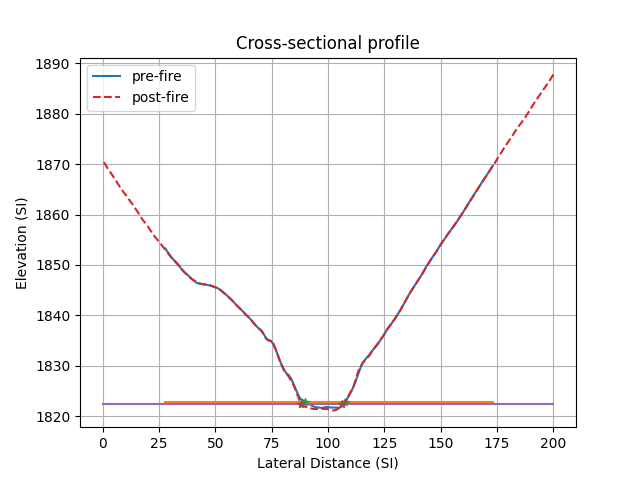 Cross-sectional profile
pre-fire
post-fire
Elevation (SI)
1890
1880
1870
1860
1850
1840
1830
1820
0 25 50 75 100 125 150 175 200
Lateral Distance (SI)